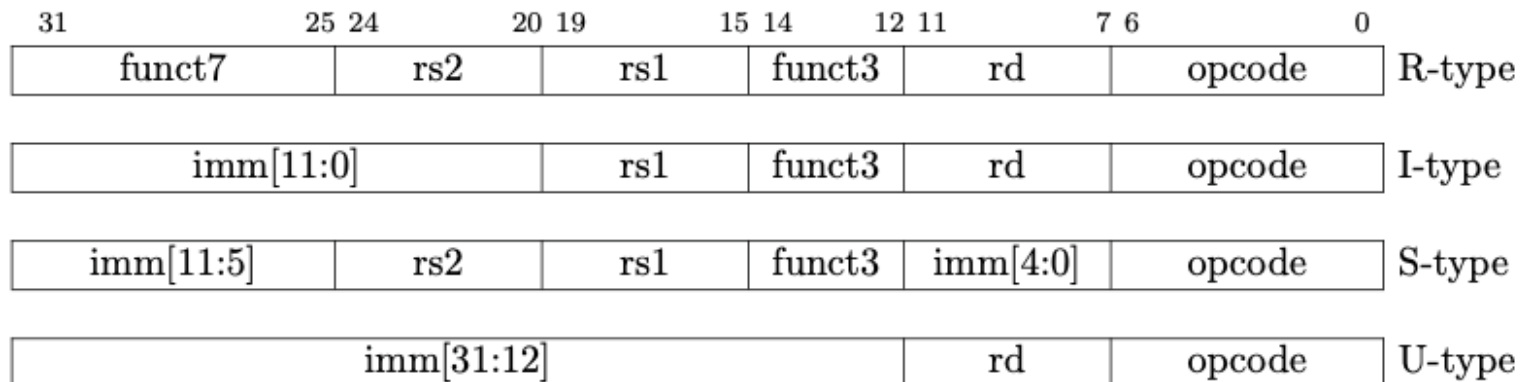 31 25 24 20 19 15 14 12 11 7 6 0
funct7 rs2 rs1 funct3 rd opcode R-type
imm[11:0] rs1 funct3 rd opcode I-type
imm[11:5] rs2 rs1 funct3 imm[4:0] opcode S-type
imm[31:12] rd opcode U-type